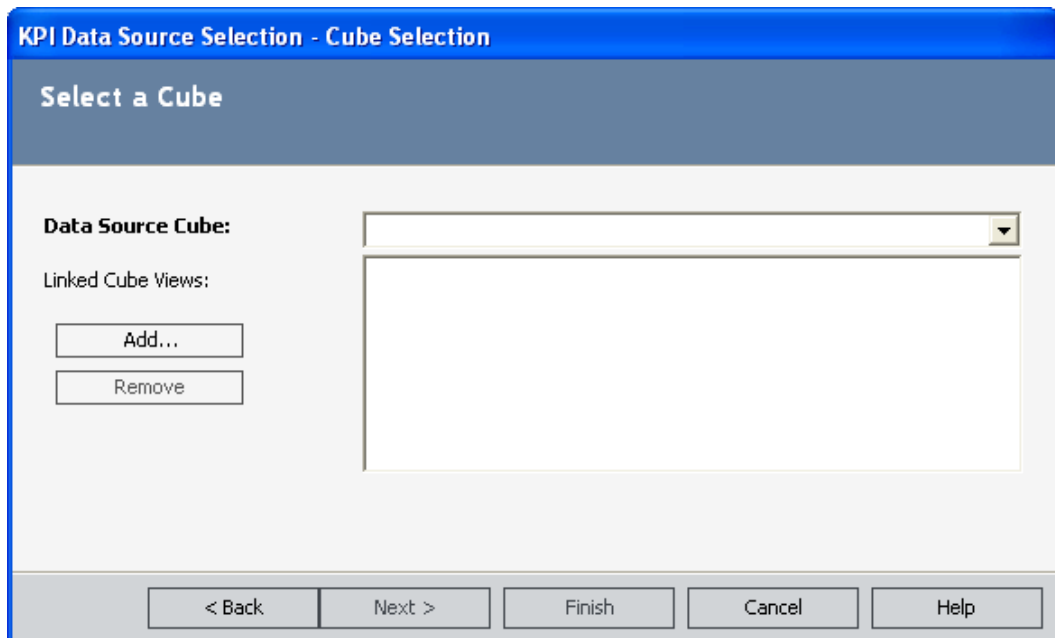 KPI Data Source Selection - Cube Selection
Select a Cube
Data Source Cube:
Linked Cube Views:
Add...
Remove
< Back Next > Finish Cancel Help